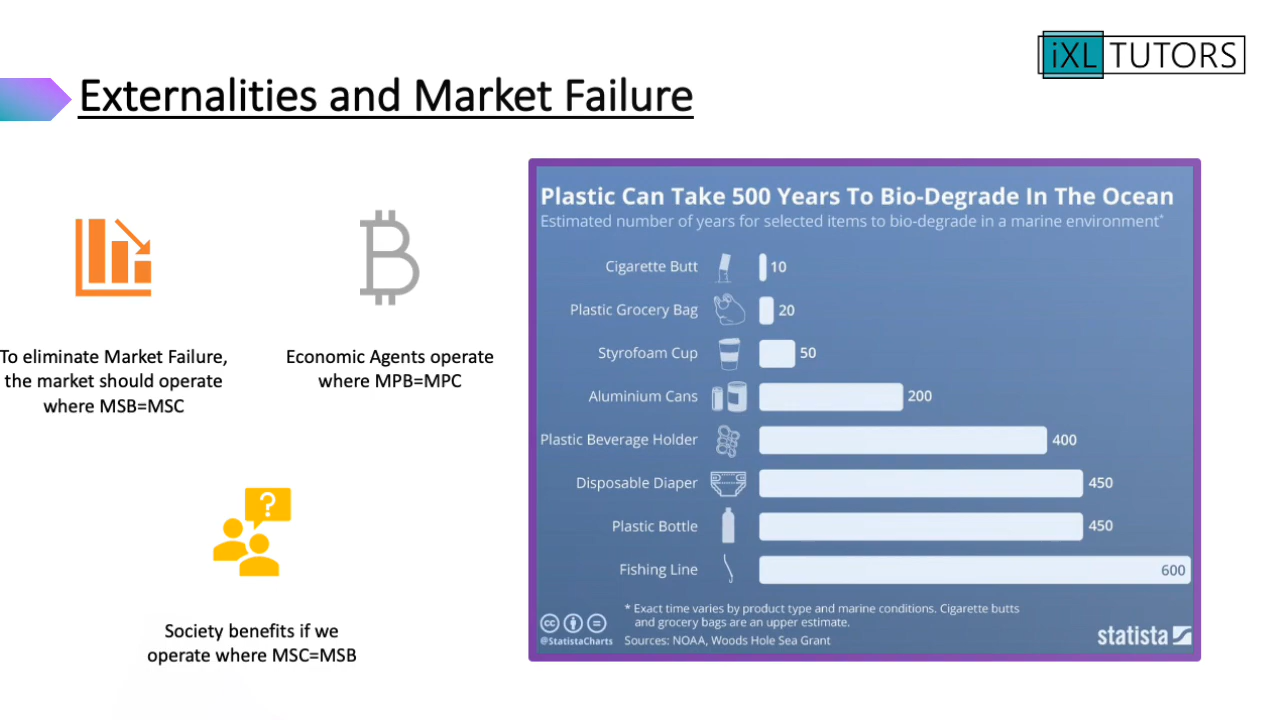 iXL TUTORS
Externalities and Market Failure
To eliminate Market Failure,
the market should operate
where MSB=MSC
Economic Agents operate
where MPB=MPC
?
Society benefits if we
operate where MSC=MSB
Plastic Can Take 500 Years To Bio-Degrade In The Ocean
Estimated number of years for selected items to bio-degrade in a marine environment*
Cigarette Butt 10
Plastic Grocery Bag 20
Styrofoam Cup 50
Aluminium Cans 200
Plastic Beverage Holder 400
Disposable Diaper 450
Plastic Bottle 450
Fishing Line 600
* Exact time varies by product type and marine conditions. Cigarette butts
and grocery bags are an upper estimate.
cc
@StatistaCharts Sources: NOAA, Woods Hole Sea Grant
statista